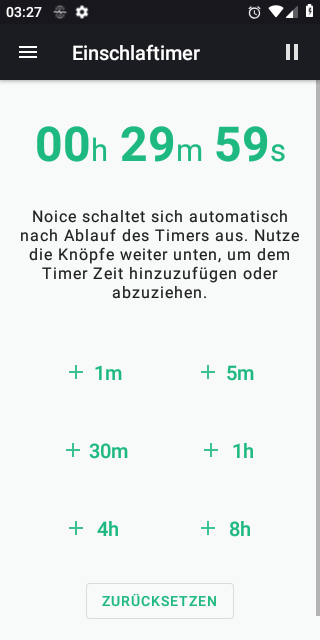 03:27
Einschlaftimer
00h 29m 59s
Noice schaltet sich automatisch
nach Ablauf des Timers aus. Nutze
die Knöpfe weiter unten, um dem
Timer Zeit hinzuzufügen oder
abzuziehen.
+ 1m + 5m
+ 30m + 1h
+ 4h + 8h
ZURÜCKSETZEN